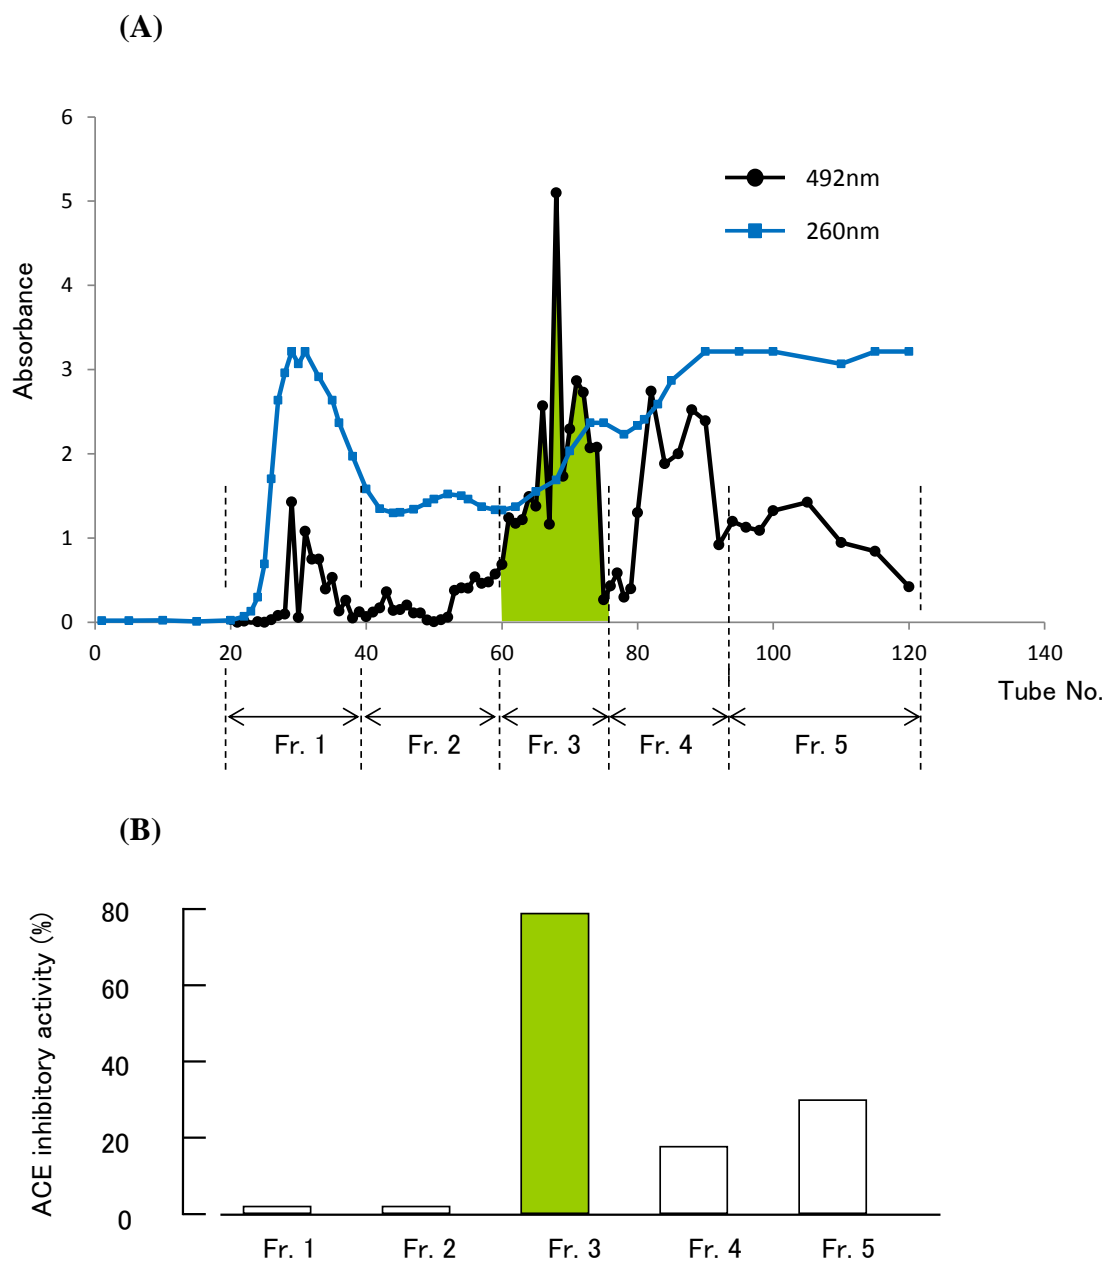 (A)
6
5
4
3
2
1
0
Absorbance
492nm
260nm
0 20 40 60 80 100 120 140
Tube No.
Fr. 1 Fr. 2 Fr. 3 Fr. 4 Fr. 5
(B)
ACE inhibitory activity (%)
80
60
40
20
0
Fr. 1 Fr. 2 Fr. 3 Fr. 4 Fr. 5